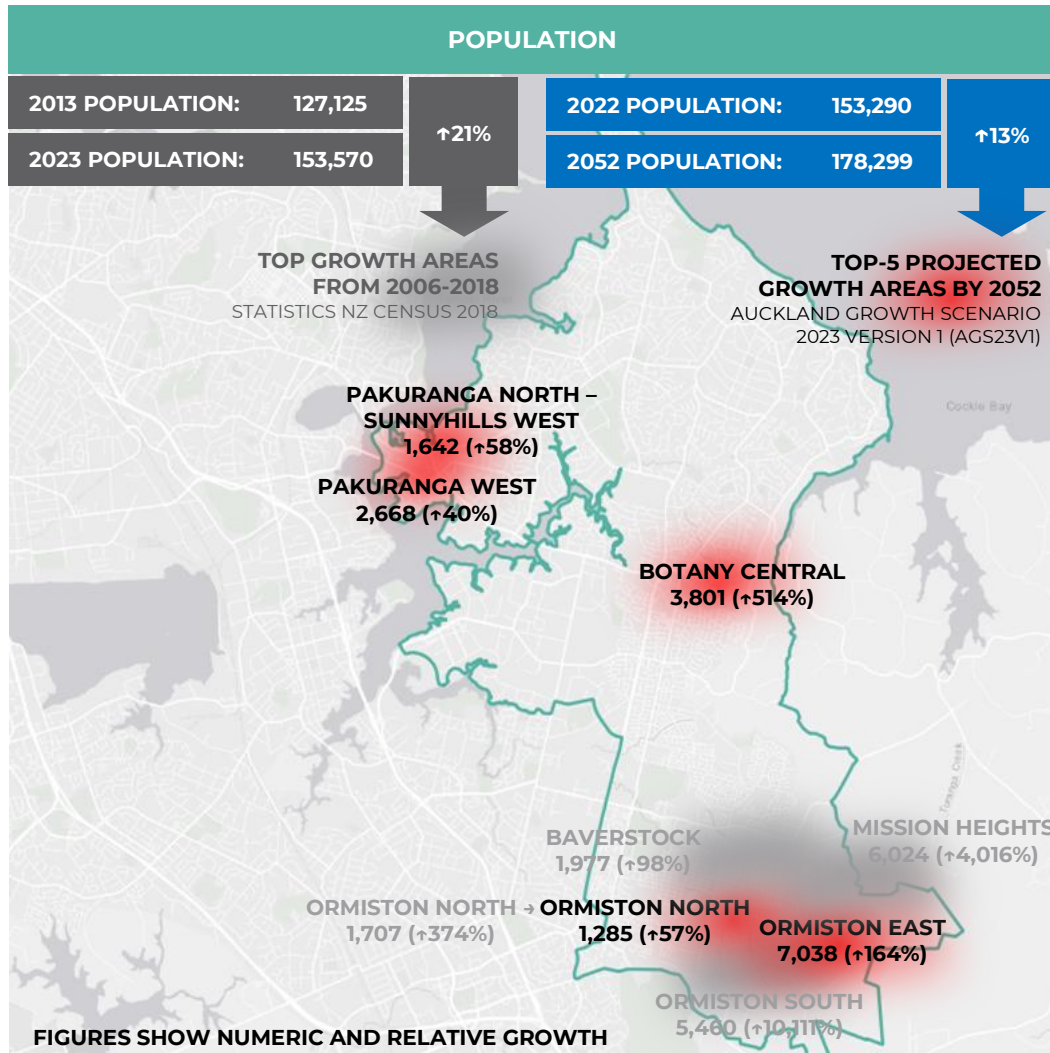 POPULATION
2013 POPULATION: 127,125
2023 POPULATION: 153,570
↑21%
2022 POPULATION: 153,290
2052 POPULATION: 178,299
↑13%
TOP GROWTH AREAS
FROM 2006-2018
STATISTICS NZ CENSUS 2018
TOP-5 PROJECTED
GROWTH AREAS BY 2052
AUCKLAND GROWTH SCENARIO
2023 VERSION 1 (AGS23V1)
Cockle Bay
PAKURANGA NORTH –
SUNNYHILLS WEST
1,642 (↑58%)
PAKURANGA WEST
2,668 (↑40%)
BOTANY CENTRAL
3,801 (↑514%)
Turanga Creek
BAVERSTOCK
1,977 (↑98%)
MISSION HEIGHTS
6,024 (↑4,016%)
ORMISTON NORTH →
1,707 (↑374%)
ORMISTON NORTH
1,285 (↑57%)
ORMISTON EAST
7,038 (↑164%)
ORMISTON SOUTH
5,460 (↑10,111%)
FIGURES SHOW NUMERIC AND RELATIVE GROWTH